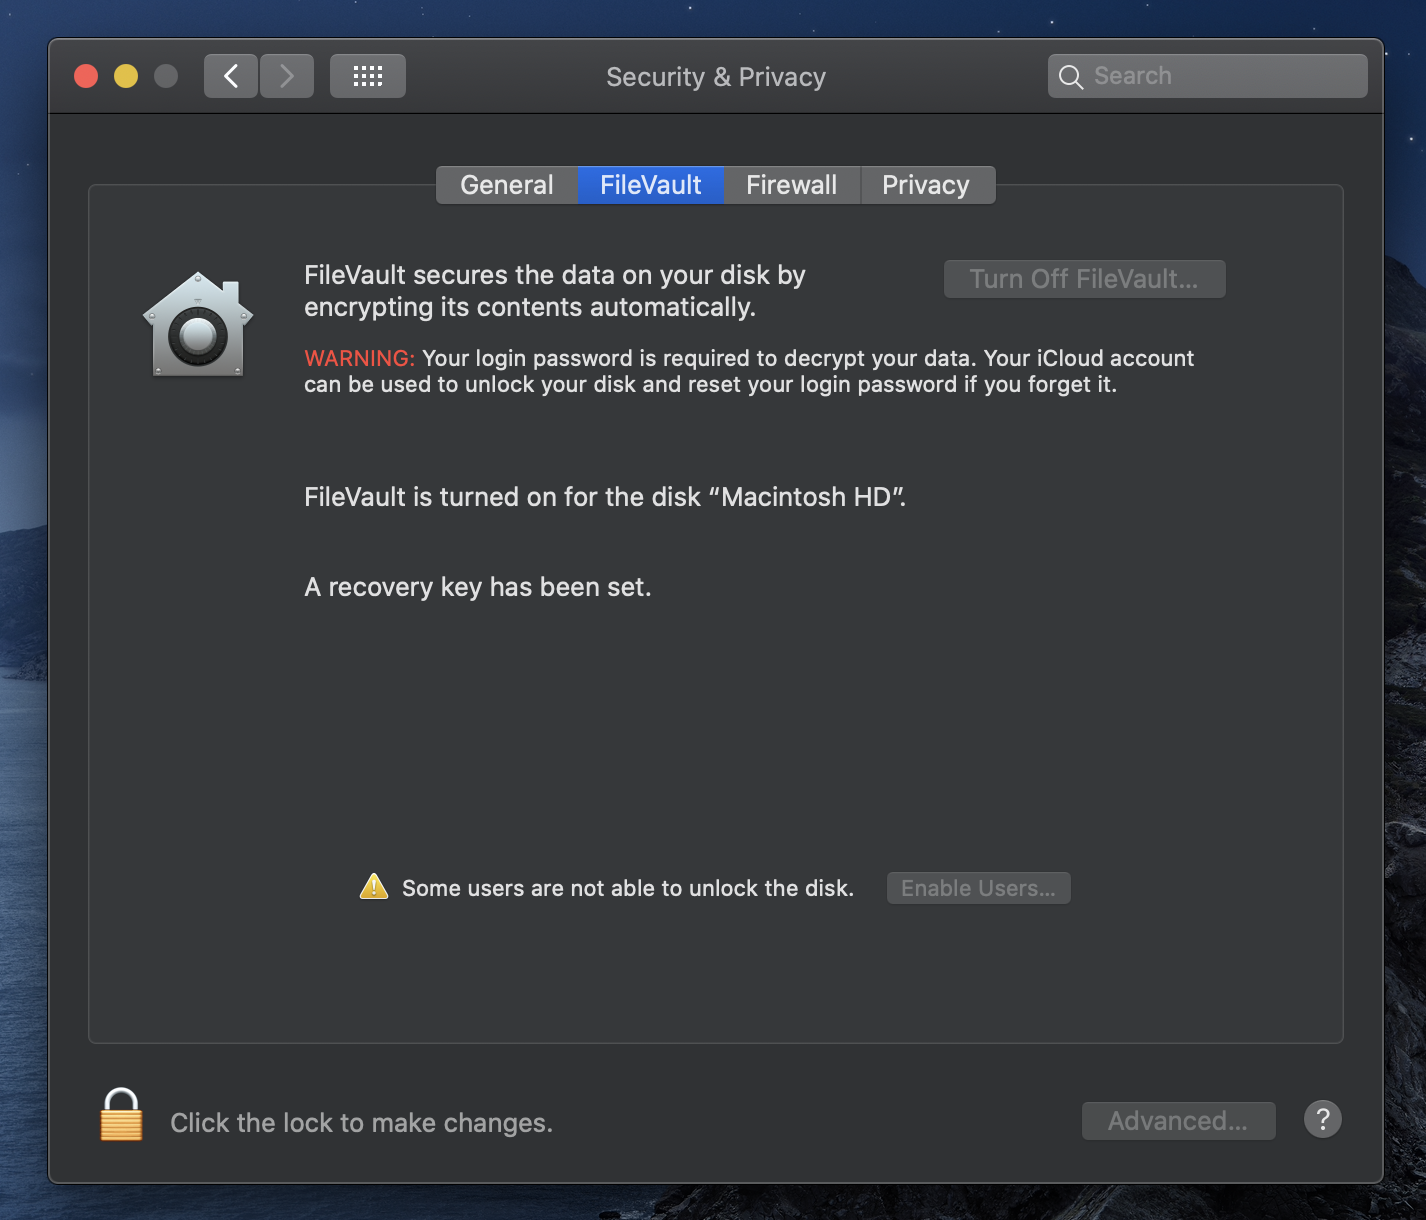 Security & Privacy
Search
General
FileVault
Firewall
Privacy
FileVault secures the data on your disk by
encrypting its contents automatically.
Turn Off FileVault...
WARNING: Your login password is required to decrypt your data. Your iCloud account
can be used to unlock your disk and reset your login password if you forget it.
FileVault is turned on for the disk “Macintosh HD”.
A recovery key has been set.
Some users are not able to unlock the disk.
Enable Users...
Click the lock to make changes.
Advanced...
?